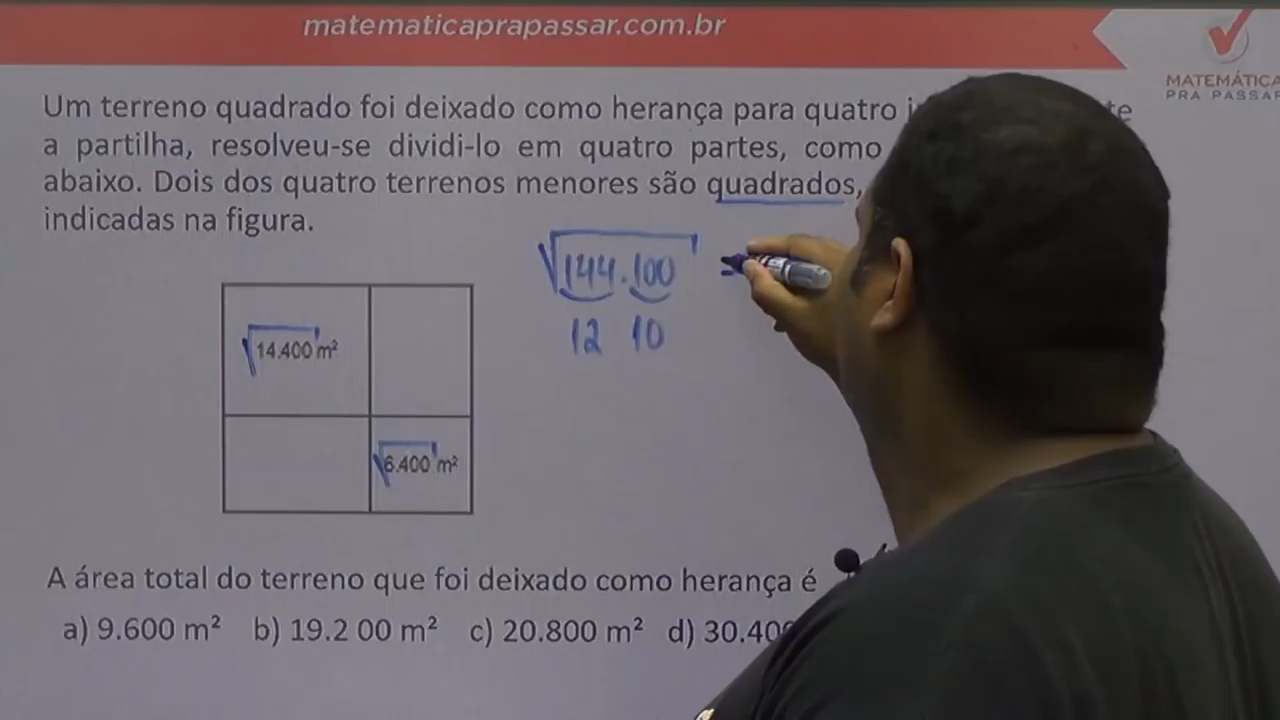 matematicaprapassar.com.br
MATEMÁTICA
PRA PASSAR
Um terreno quadrado foi deixado como herança para quatro
a partilha, resolveu-se dividi-lo em quatro partes, como
abaixo. Dois dos quatro terrenos menores são quadrados,
indicadas na figura.
√144.100
12 10
√14.400 m²
√6.400 m²
A área total do terreno que foi deixado como herança é
a) 9.600 m² b) 19.2 00 m² c) 20.800 m² d)